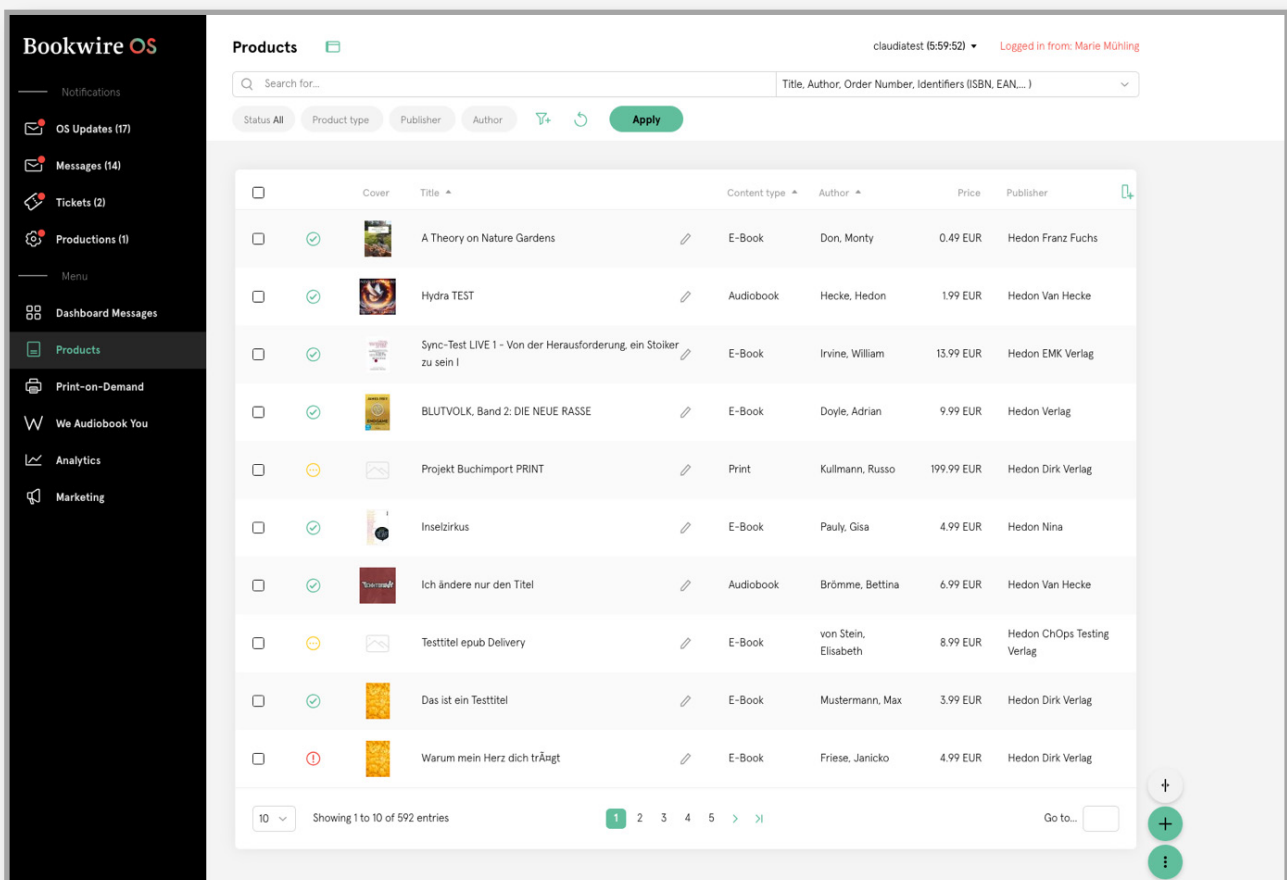 Bookwire OS
Products
claudiatest (5:59:52)
Logged in from: Marie Mühling
Search for...
Title, Author, Order Number, Identifiers (ISBN, EAN,... )
Status All
Product type
Publisher
Author
Apply
Notifications
OS Updates (17)
Messages (14)
Tickets (2)
Productions (1)
Menu
Dashboard Messages
Products
Print-on-Demand
We Audiobook You
Analytics
Marketing
Cover Title Content type Author Price Publisher
A Theory on Nature Gardens E-Book Don, Monty 0.49 EUR Hedon Franz Fuchs
Hydra TEST Audiobook Hecke, Hedon 1.99 EUR Hedon Van Hecke
Sync-Test LIVE 1 - Von der Herausforderung, ein Stoiker
zu sein I
E-Book Irvine, William 13.99 EUR Hedon EMK Verlag
BLUTVOLK, Band 2: DIE NEUE RASSE E-Book Doyle, Adrian 9.99 EUR Hedon Verlag
Projekt Buchimport PRINT Print Kullmann, Russo 199.99 EUR Hedon Dirk Verlag
Inselzirkus E-Book Pauly, Gisa 4.99 EUR Hedon Nina
Ich ändere nur den Titel Audiobook Brömme, Bettina 6.99 EUR Hedon Van Hecke
Testtitel epub Delivery E-Book
von Stein,
Elisabeth
8.99 EUR
Hedon ChOps Testing
Verlag
Das ist ein Testtitel E-Book Mustermann, Max 3.99 EUR Hedon Dirk Verlag
Warum mein Herz dich trÃ¤gt E-Book Friese, Janicko 4.99 EUR Hedon Dirk Verlag
10
Showing 1 to 10 of 592 entries
1 2 3 4 5
Go to...